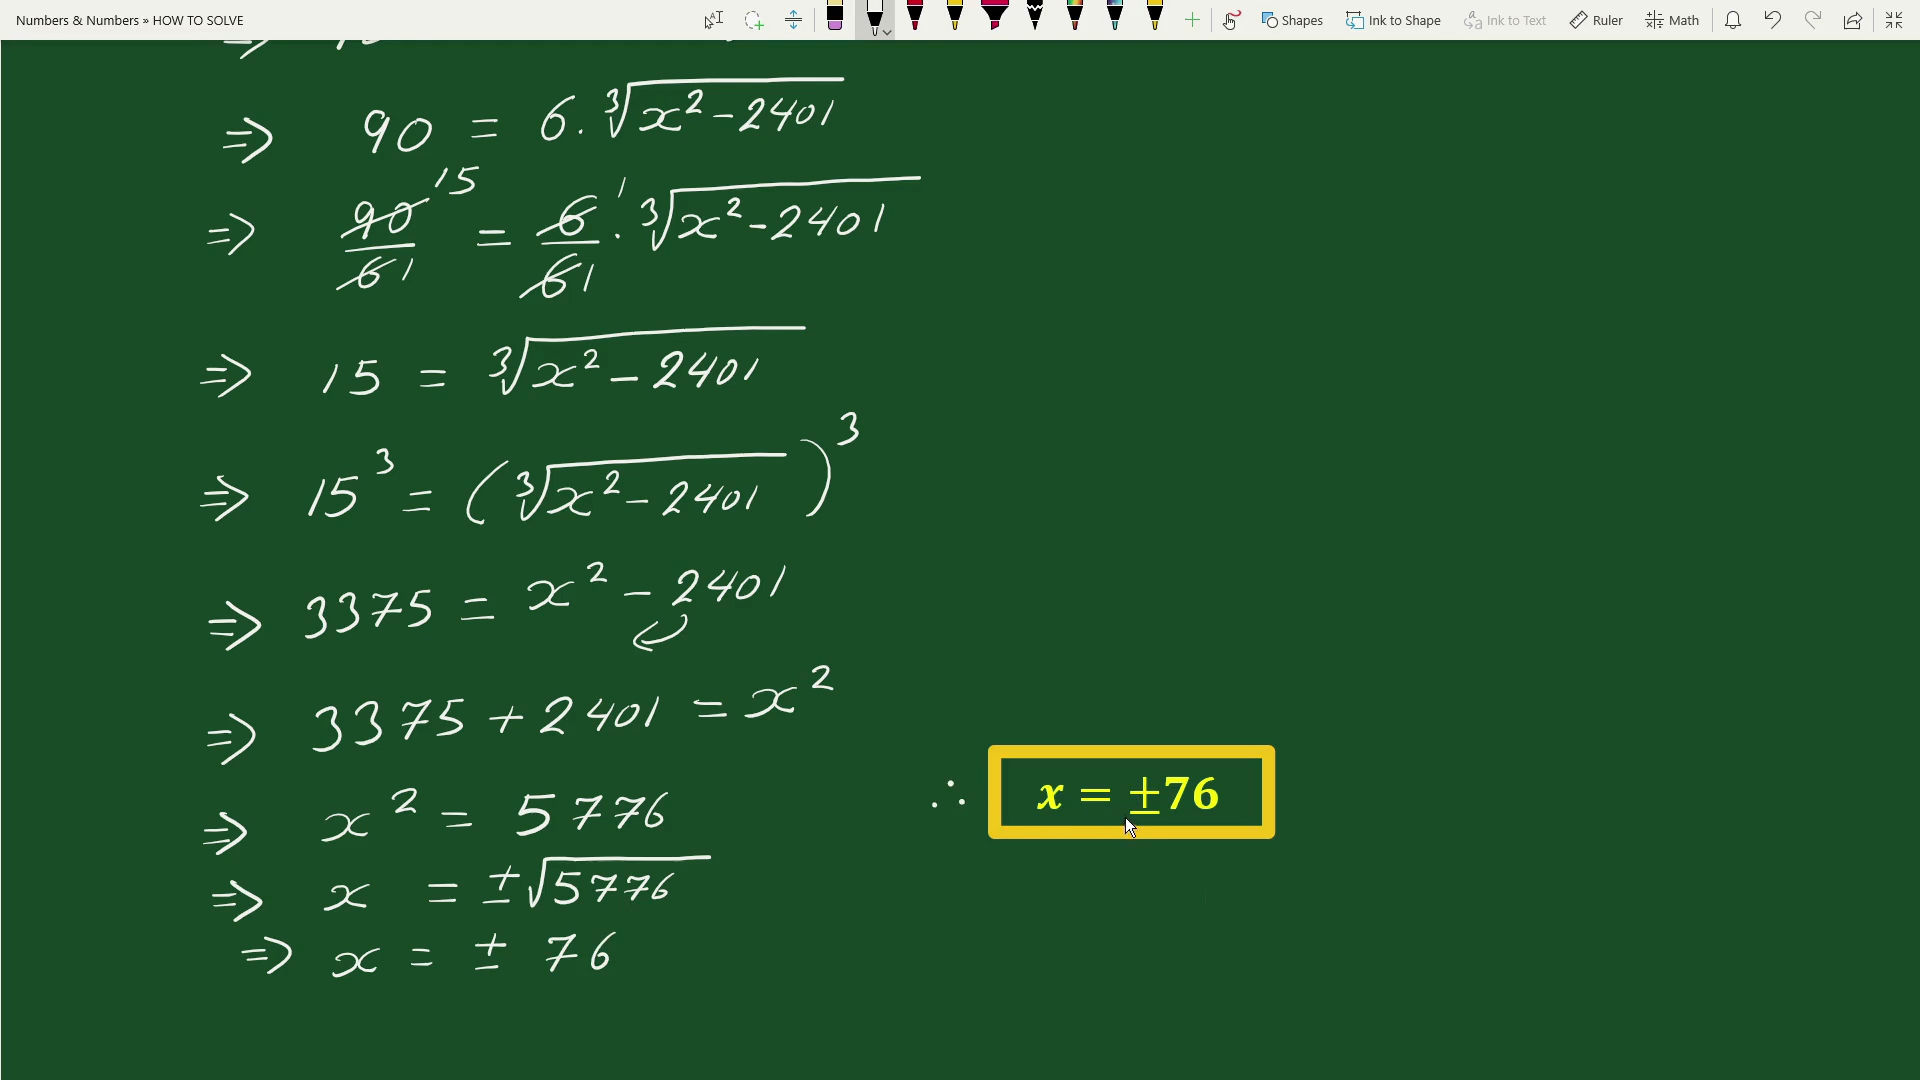 Numbers & Numbers » HOW TO SOLVE
Shapes Ink to Shape Ink to Text Ruler Math
⇒ 90 = 6.∛(x² - 2401)
⇒ 90/6 15 1 = 6/6 1 1 . ∛(x² - 2401)
⇒ 15 = ∛(x² - 2401)
⇒ 15³ = (∛(x² - 2401))³
⇒ 3375 = x² - 2401
⇒ 3375 + 2401 = x²
⇒ x² = 5776
⇒ x = ±√5776
⇒ x = ± 76
∴ x = ±76